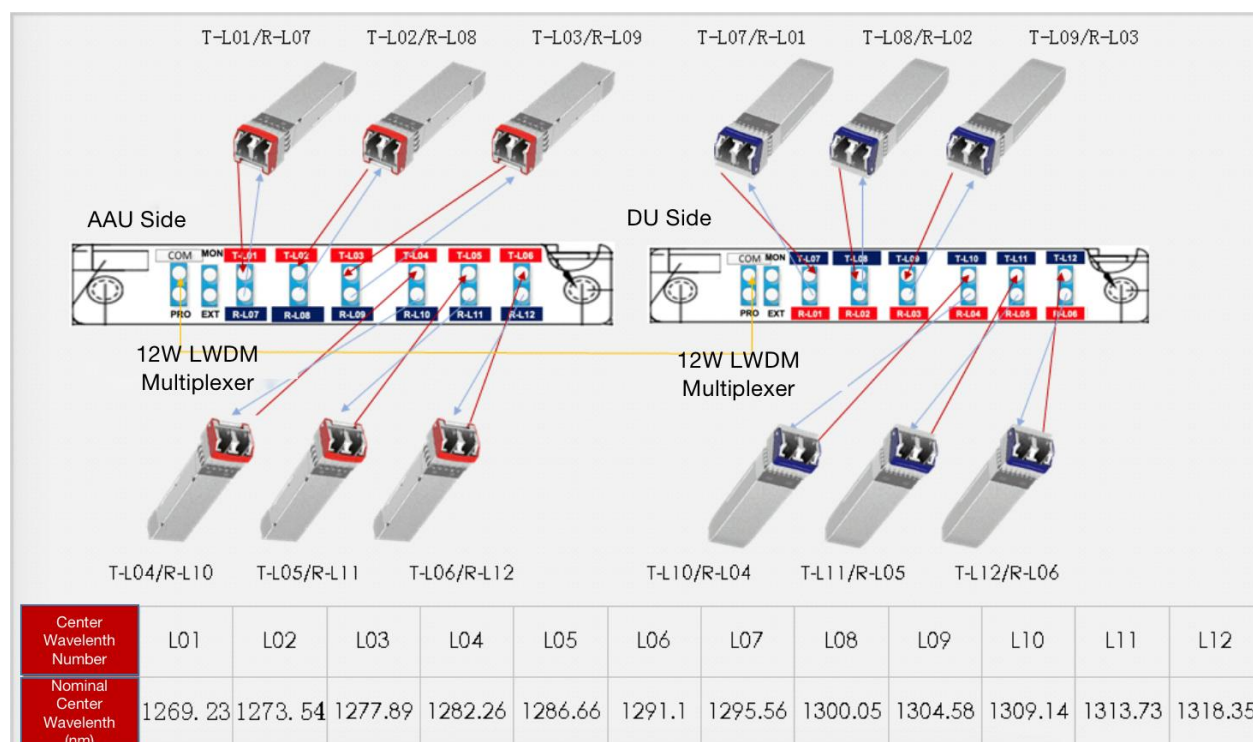 T-L01/R-L07 T-L02/R-L08 T-L03/R-L09 T-L07/R-L01 T-L08/R-L02 T-L09/R-L03
AAU Side
DU Side
COM MON T-L01 T-L02 T-L03 T-L04 T-L05 T-L06
PRO EXT R-L07 R-L08 R-L09 R-L10 R-L11 R-L12
COM MON T-L07 T-L08 T-L09 T-L10 T-L11 T-L12
PRO EXT R-L01 R-L02 R-L03 R-L04 R-L05 R-L06
12W LWDM
Multiplexer
12W LWDM
Multiplexer
T-L04/R-L10 T-L05/R-L11 T-L06/R-L12 T-L10/R-L04 T-L11/R-L05 T-L12/R-L06
Center
Wavelenth
Number
L01 L02 L03 L04 L05 L06 L07 L08 L09 L10 L11 L12
Nominal
Center
Wavelenth
(nm)
1269.23 1273.54 1277.89 1282.26 1286.66 1291.1 1295.56 1300.05 1304.58 1309.14 1313.73 1318.35